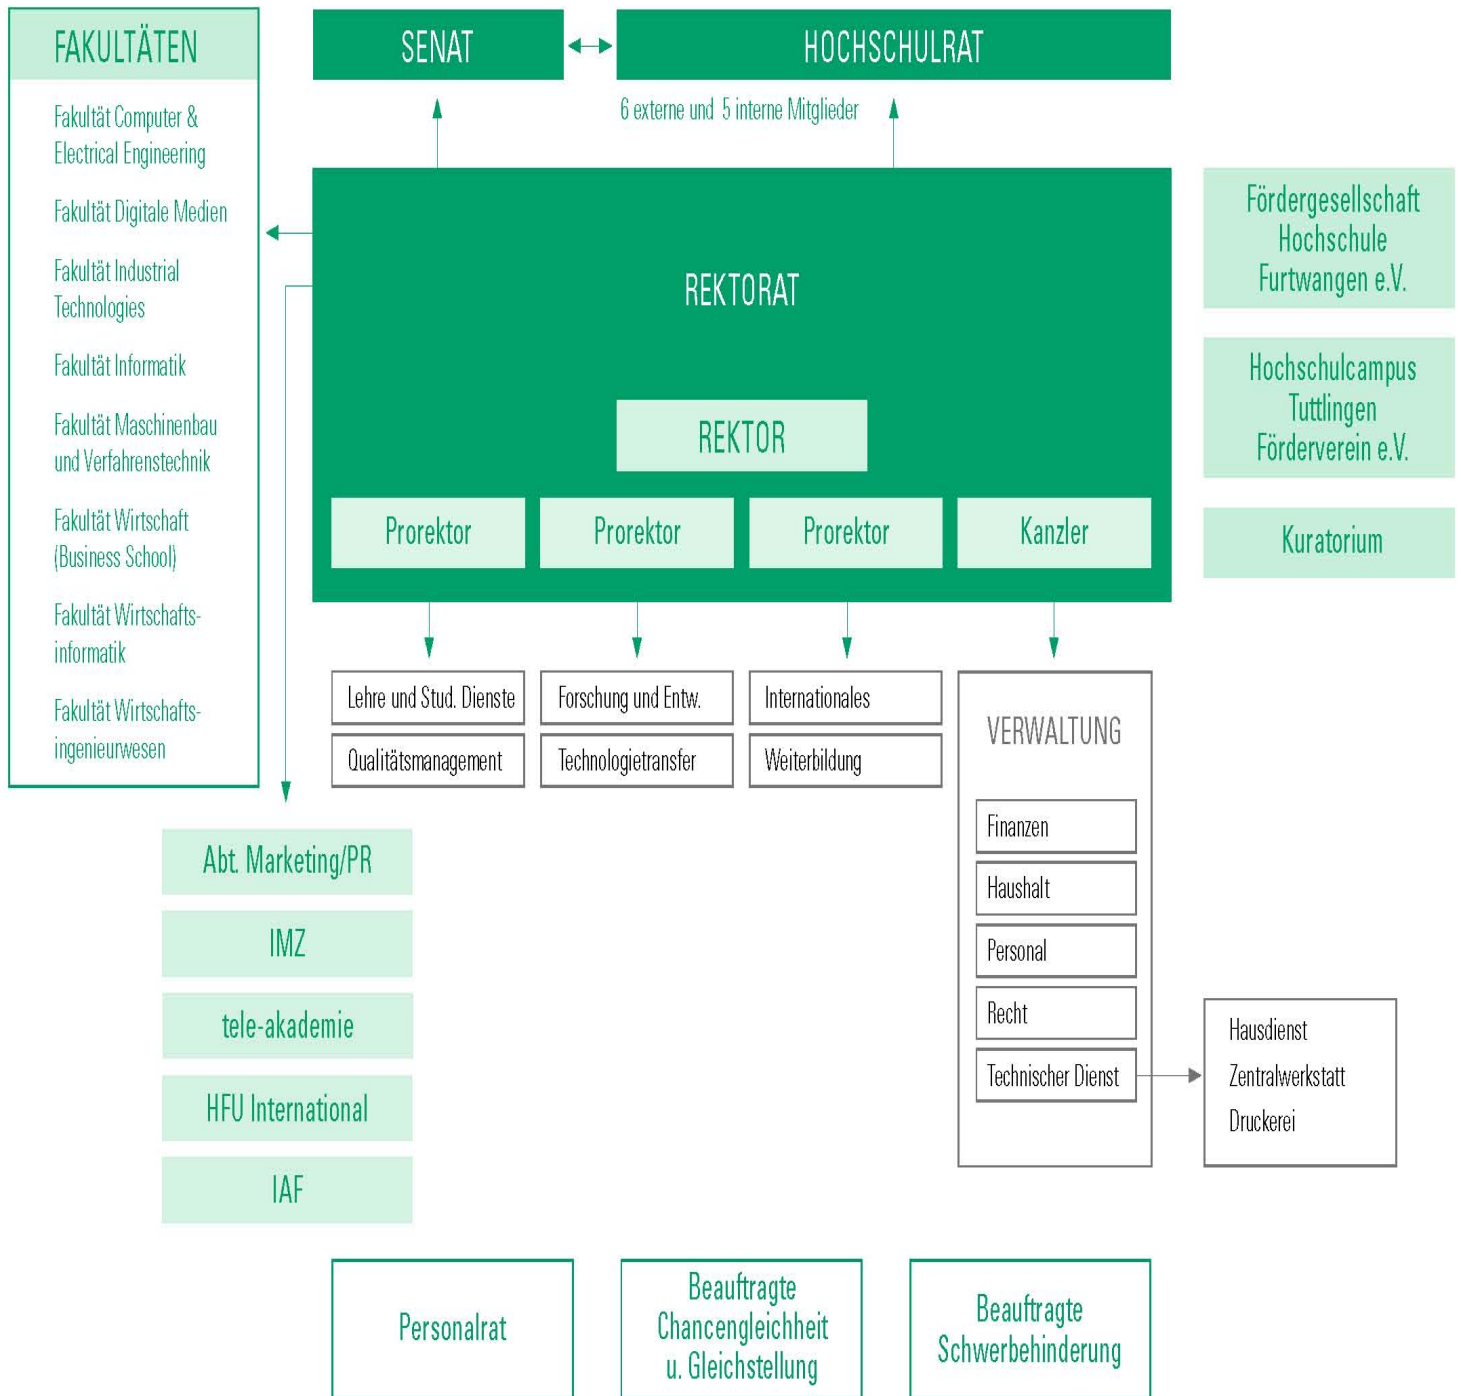 FAKULTÄTEN
Fakultät Computer &
Electrical Engineering
Fakultät Digitale Medien
Fakultät Industrial
Technologies
Fakultät Informatik
Fakultät Maschinenbau
und Verfahrenstechnik
Fakultät Wirtschaft
(Business School)
Fakultät Wirtschafts-
informatik
Fakultät Wirtschafts-
ingenieurwesen
SENAT
HOCHSCHULRAT
6 externe und 5 interne Mitglieder
REKTORAT
REKTOR
Prorektor
Prorektor
Prorektor
Kanzler
Fördergesellschaft
Hochschule
Furtwangen e.V.
Hochschulcampus
Tuttlingen
Förderverein e.V.
Kuratorium
Lehre und Stud. Dienste
Qualitätsmanagement
Forschung und Entw.
Technologietransfer
Internationales
Weiterbildung
VERWALTUNG
Finanzen
Haushalt
Personal
Recht
Technischer Dienst
Hausdienst
Zentralwerkstatt
Druckerei
Abt. Marketing/PR
IMZ
tele-akademie
HFU International
IAF
Personalrat
Beauftragte
Chancengleichheit
u. Gleichstellung
Beauftragte
Schwerbehinderung